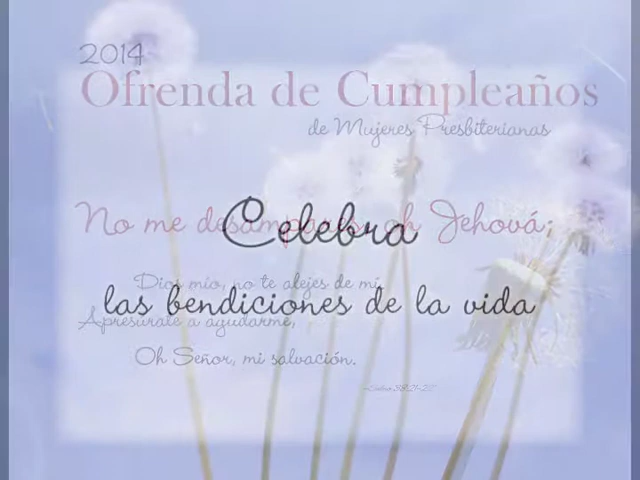 2014
Ofrenda de Cumpleaños
de Mujeres Presbiterianas
No me desampares, oh Jehová;
Celebra
Dios mío, no te alejes de mí,
las bendiciones de la vida
Apresúrate a ayudarme,
Oh Señor, mi salvación.